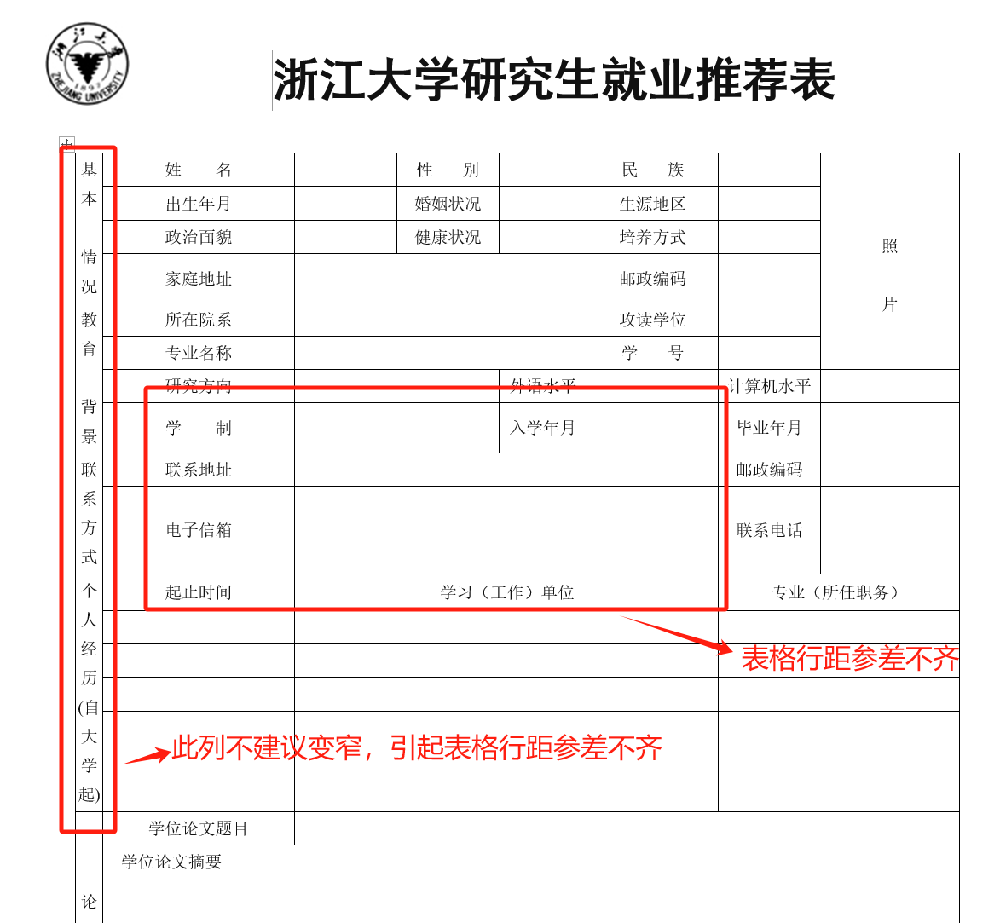 浙江大学
ZHEJIANG UNIVERSITY
1897
浙江大学研究生就业推荐表
基本情况
姓 名
性 别
民 族
照片
出生年月
婚姻状况
生源地区
政治面貌
健康状况
培养方式
家庭地址
邮政编码
教育背景
所在院系
攻读学位
专业名称
学 号
研究方向
外语水平
计算机水平
学 制
入学年月
毕业年月
联系方式
联系地址
邮政编码
电子信箱
联系电话
个人经历(自大学起)
起止时间
学习（工作）单位
专业（所任职务）
表格行距参差不齐
此列不建议变窄，引起表格行距参差不齐
学位论文题目
学位论文摘要
论